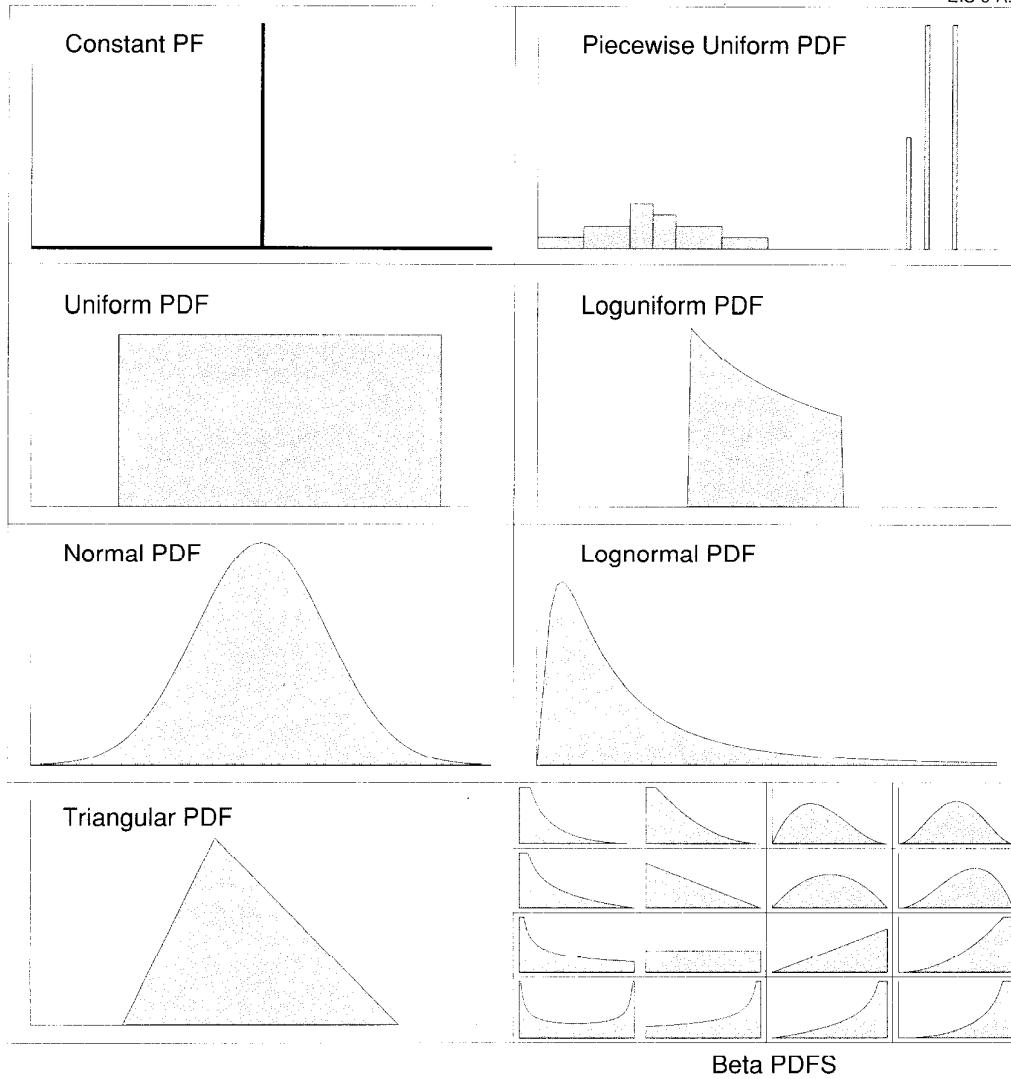 Constant PF
Piecewise Uniform PDF
Uniform PDF
Loguniform PDF
Normal PDF
Lognormal PDF
Triangular PDF
Beta PDFS